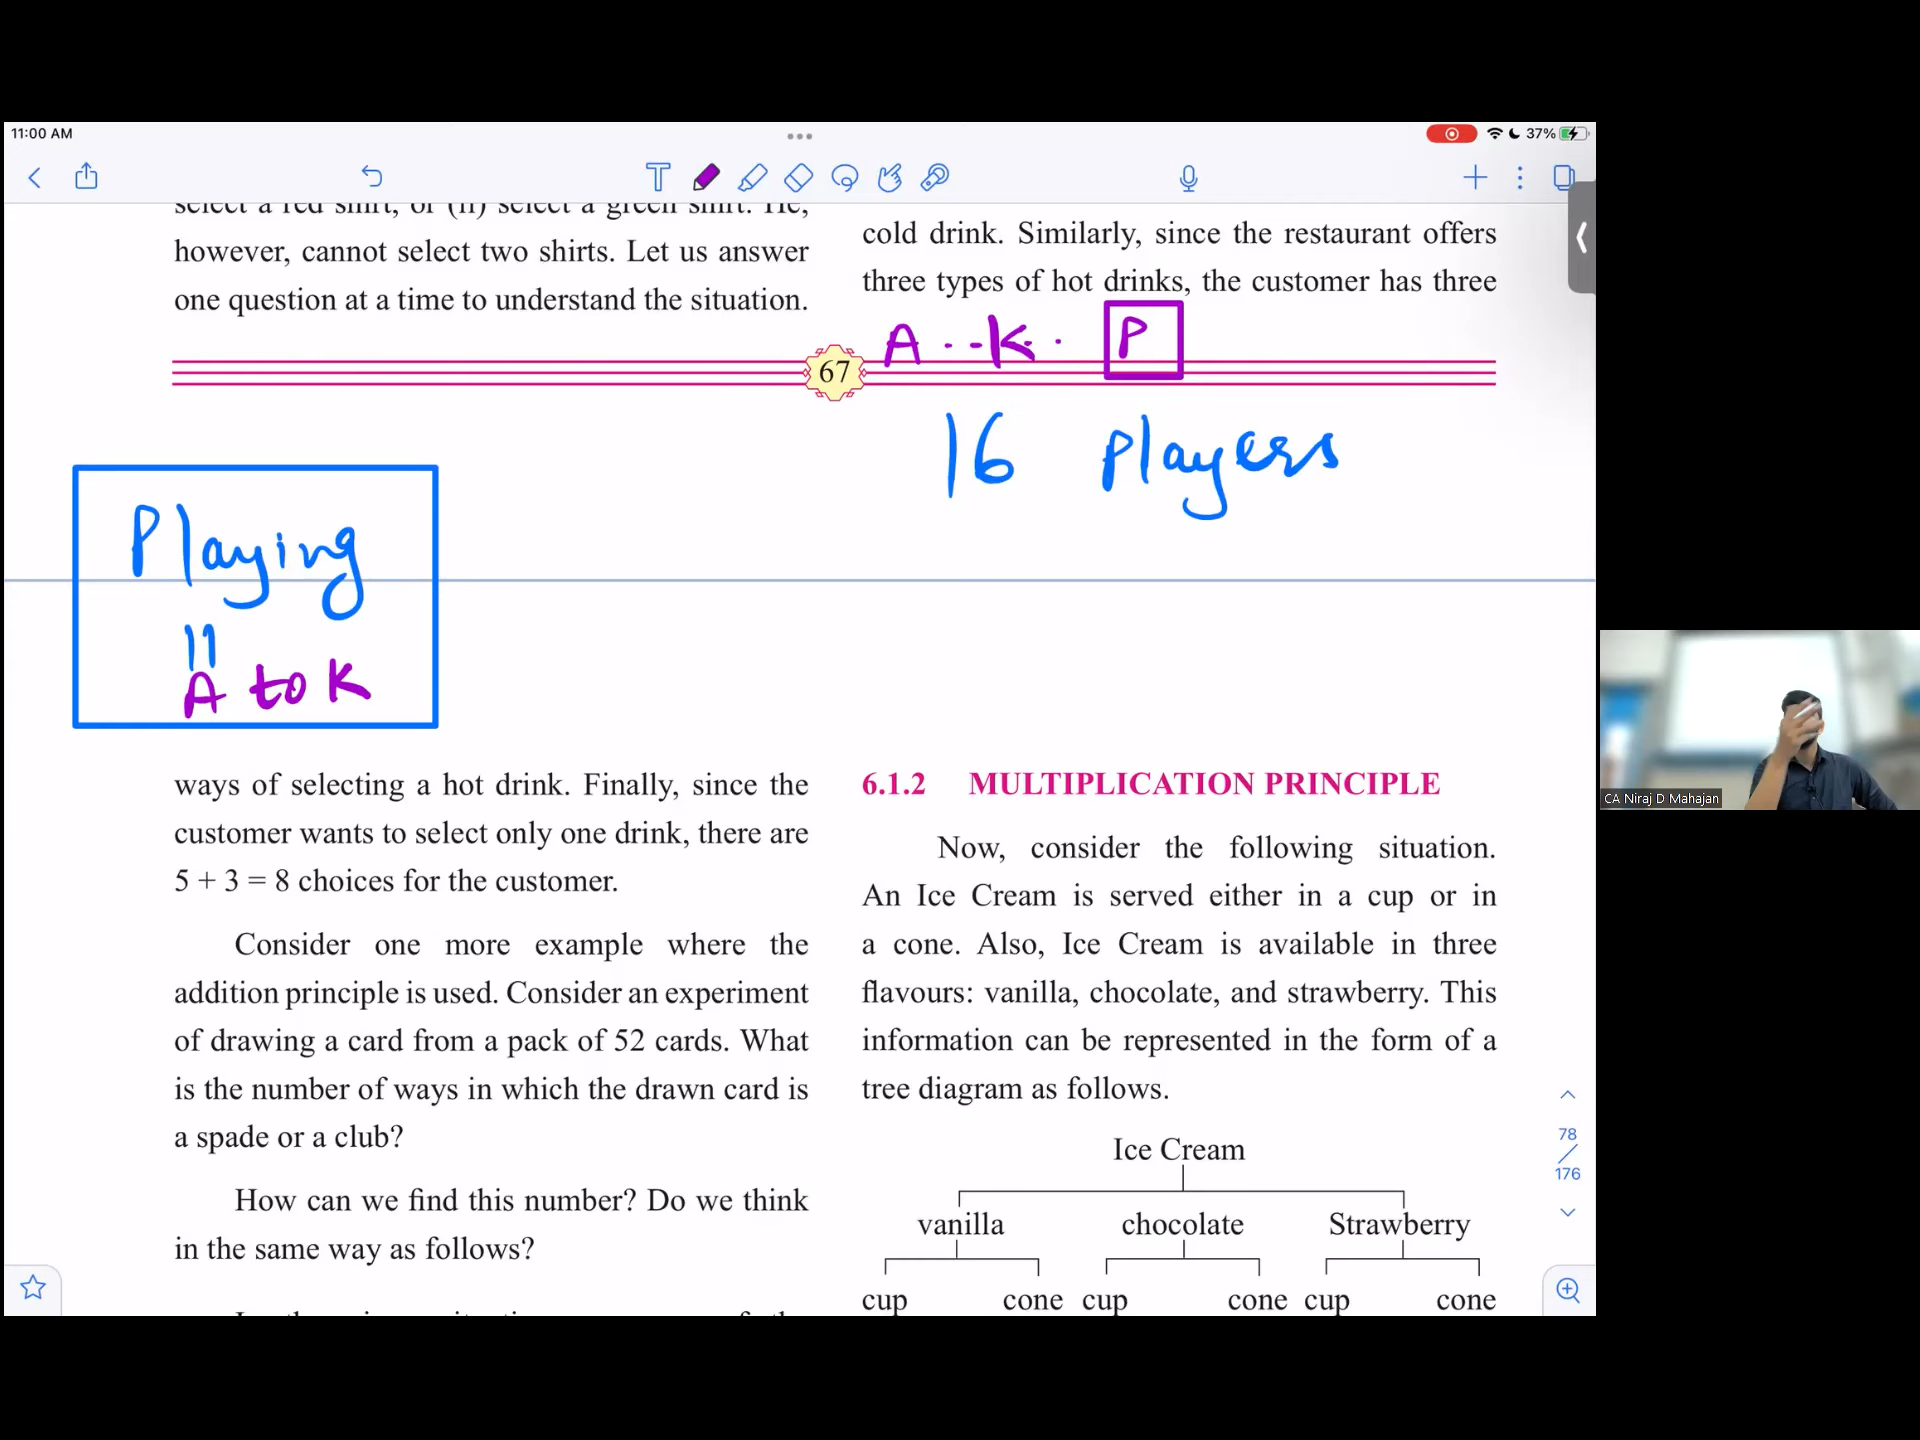 11:00 AM
37%
select a red shirt, or (ii) select a green shirt. He,
however, cannot select two shirts. Let us answer
one question at a time to understand the situation.
cold drink. Similarly, since the restaurant offers
three types of hot drinks, the customer has three
A .. K . P
67
16 Players
Playing
11
A to K
ways of selecting a hot drink. Finally, since the
customer wants to select only one drink, there are
5 + 3 = 8 choices for the customer.
Consider one more example where the
addition principle is used. Consider an experiment
of drawing a card from a pack of 52 cards. What
is the number of ways in which the drawn card is
a spade or a club?
How can we find this number? Do we think
in the same way as follows?
6.1.2 MULTIPLICATION PRINCIPLE
Now, consider the following situation.
An Ice Cream is served either in a cup or in
a cone. Also, Ice Cream is available in three
flavours: vanilla, chocolate, and strawberry. This
information can be represented in the form of a
tree diagram as follows.
Ice Cream
vanilla chocolate Strawberry
cup cone cup cone cup cone
78
176
CA Niraj D Mahajan